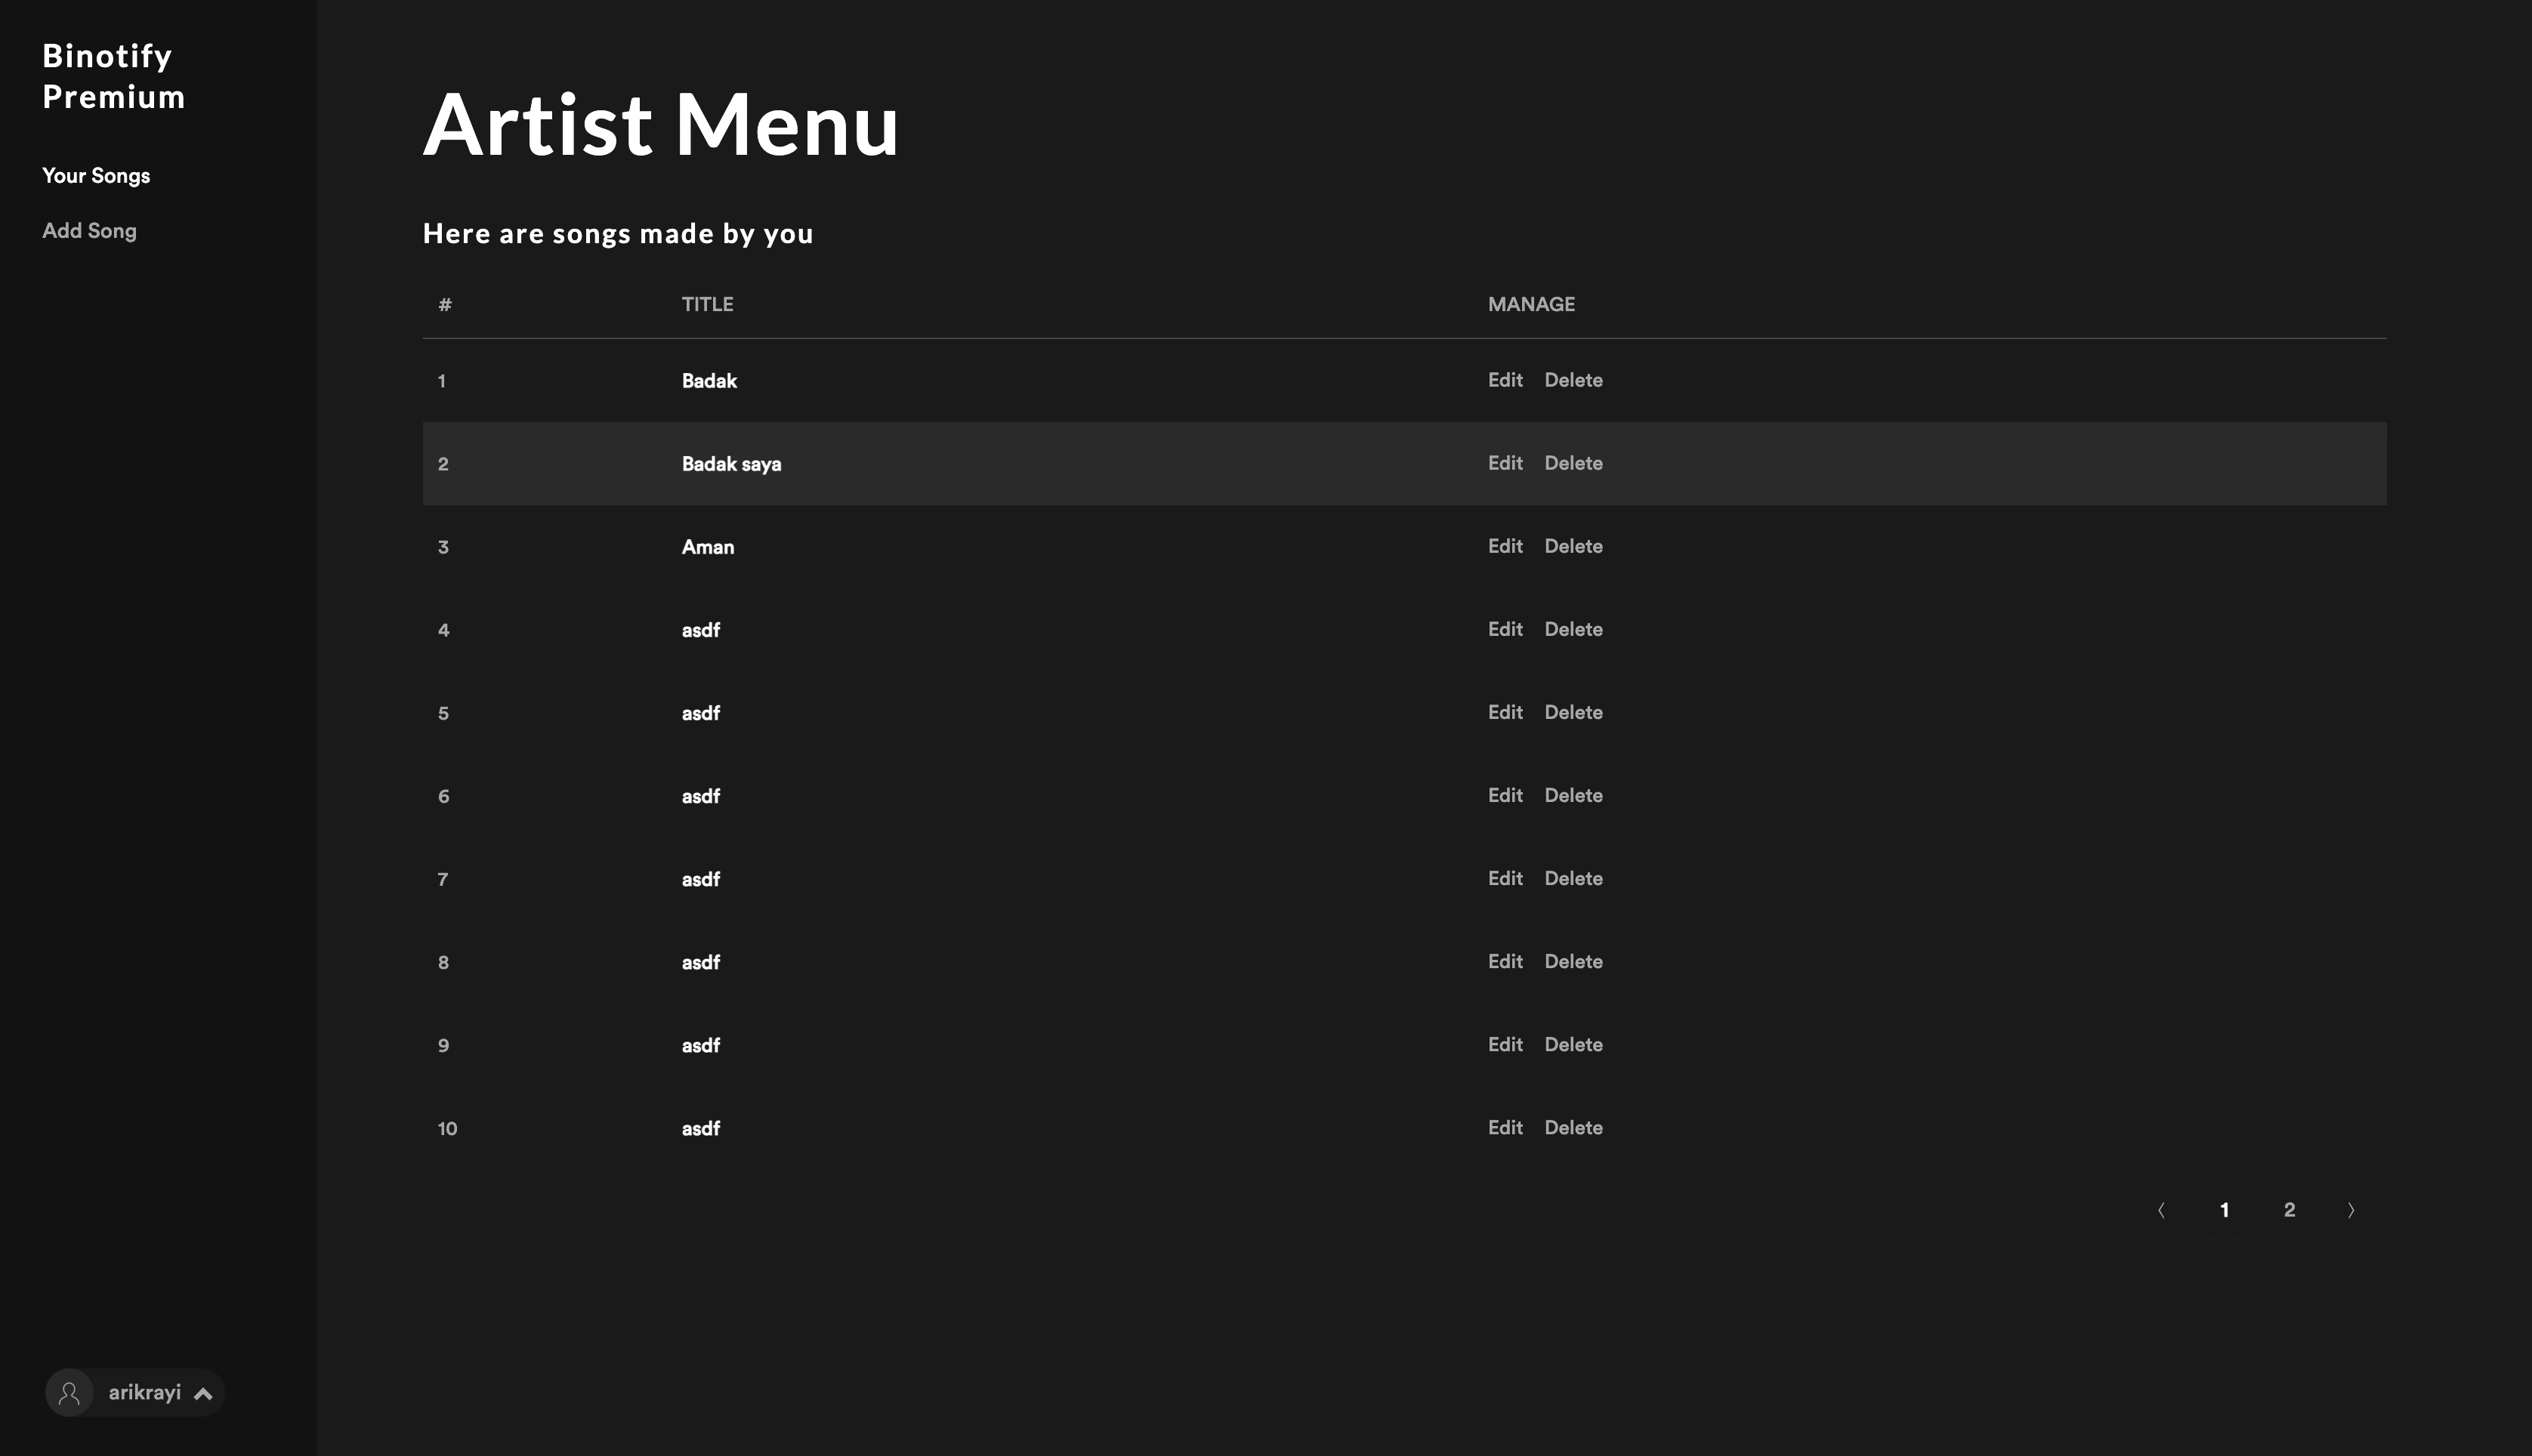 Binotify
Premium
Your Songs
Add Song
Artist Menu
Here are songs made by you
# TITLE MANAGE
1 Badak Edit Delete
2 Badak saya Edit Delete
3 Aman Edit Delete
4 asdf Edit Delete
5 asdf Edit Delete
6 asdf Edit Delete
7 asdf Edit Delete
8 asdf Edit Delete
9 asdf Edit Delete
10 asdf Edit Delete
1 2
arikrayi